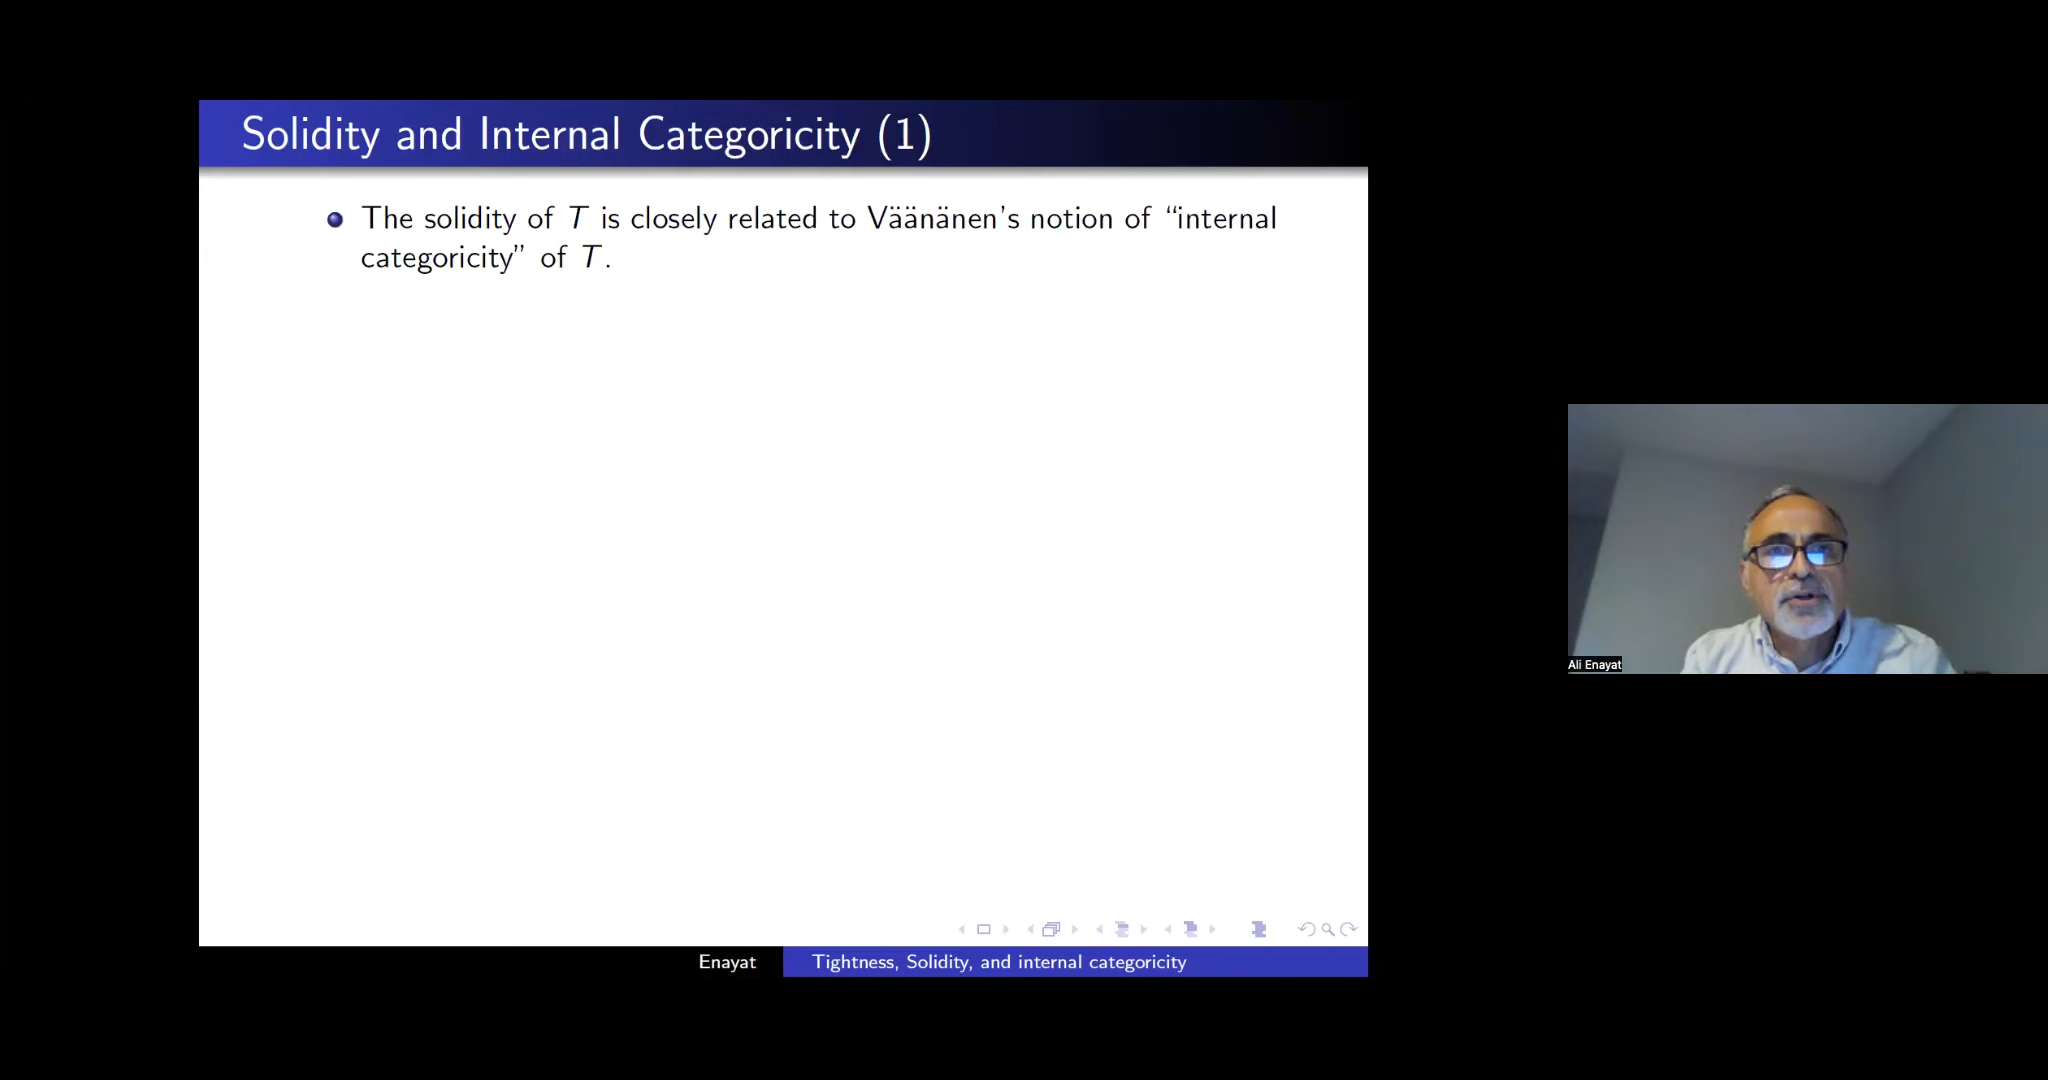 Solidity and Internal Categoricity (1)
The solidity of T is closely related to Väänänen's notion of “internal
categoricity” of T.
Ali Enayat
Enayat
Tightness, Solidity, and internal categoricity